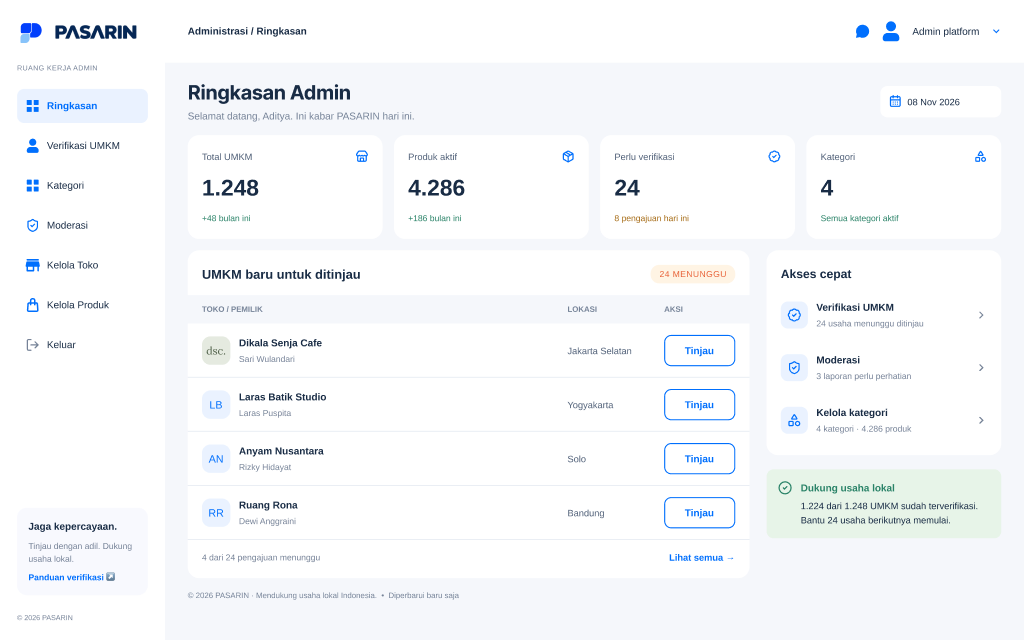 PASARIN
RUANG KERJA ADMIN
Ringkasan
Verifikasi UMKM
Kategori
Moderasi
Kelola Toko
Kelola Produk
Keluar
Jaga kepercayaan.
Tinjau dengan adil. Dukung
usaha lokal.
Panduan verifikasi ↗
© 2026 PASARIN
Administrasi / Ringkasan
Admin platform
Ringkasan Admin
Selamat datang, Aditya. Ini kabar PASARIN hari ini.
08 Nov 2026
Total UMKM
1.248
+48 bulan ini
Produk aktif
4.286
+186 bulan ini
Perlu verifikasi
24
8 pengajuan hari ini
Kategori
4
Semua kategori aktif
UMKM baru untuk ditinjau
24 MENUNGGU
TOKO / PEMILIK LOKASI AKSI
dsc. Dikala Senja Cafe Jakarta Selatan Tinjau
Sari Wulandari
LB Laras Batik Studio Yogyakarta Tinjau
Laras Puspita
AN Anyam Nusantara Solo Tinjau
Rizky Hidayat
RR Ruang Rona Bandung Tinjau
Dewi Anggraini
4 dari 24 pengajuan menunggu Lihat semua →
Akses cepat
Verifikasi UMKM
24 usaha menunggu ditinjau
Moderasi
3 laporan perlu perhatian
Kelola kategori
4 kategori · 4.286 produk
Dukung usaha lokal
1.224 dari 1.248 UMKM sudah terverifikasi.
Bantu 24 usaha berikutnya memulai.
© 2026 PASARIN · Mendukung usaha lokal Indonesia. • Diperbarui baru saja